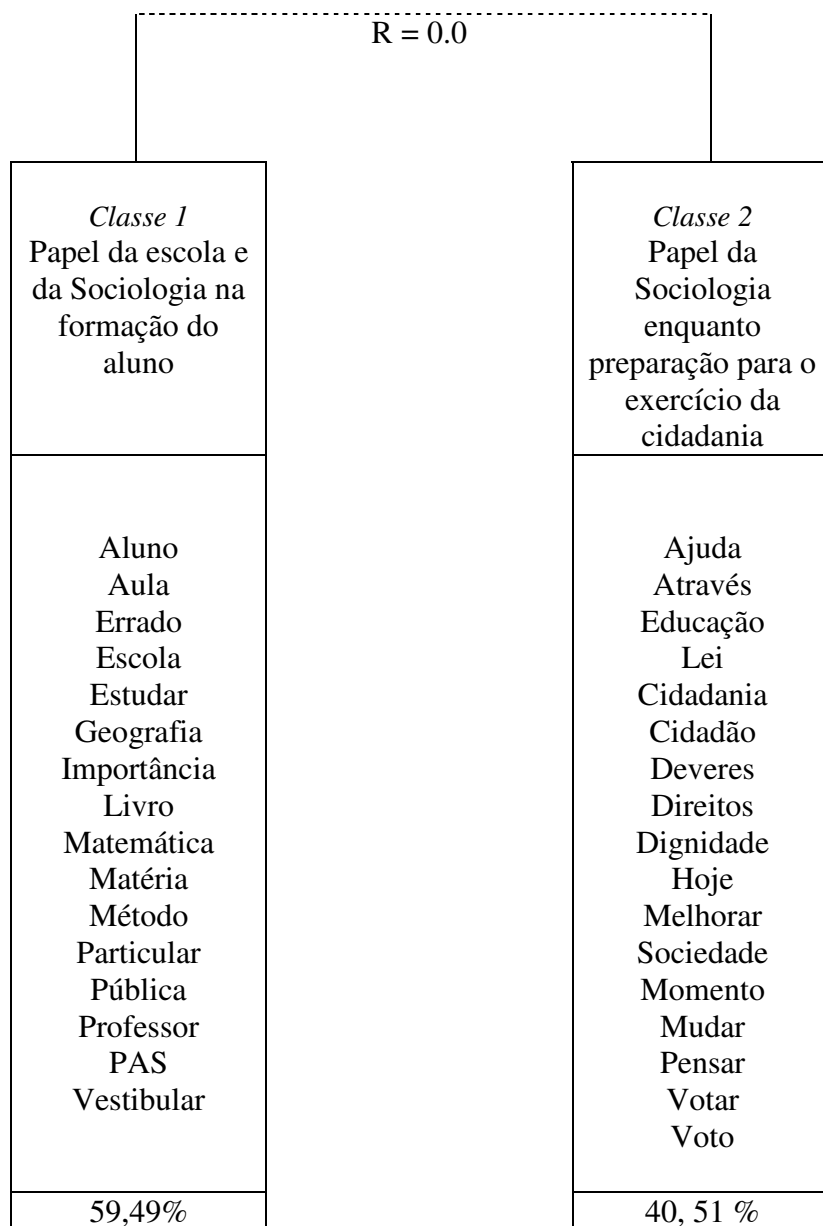 R = 0.0
Classe 1
Papel da escola e
da Sociologia na
formação do
aluno
Aluno
Aula
Errado
Escola
Estudar
Geografia
Importância
Livro
Matemática
Matéria
Método
Particular
Pública
Professor
PAS
Vestibular
59,49%
Classe 2
Papel da
Sociologia
enquanto
preparação para o
exercício da
cidadania
Ajuda
Através
Educação
Lei
Cidadania
Cidadão
Deveres
Direitos
Dignidade
Hoje
Melhorar
Sociedade
Momento
Mudar
Pensar
Votar
Voto
40, 51 %